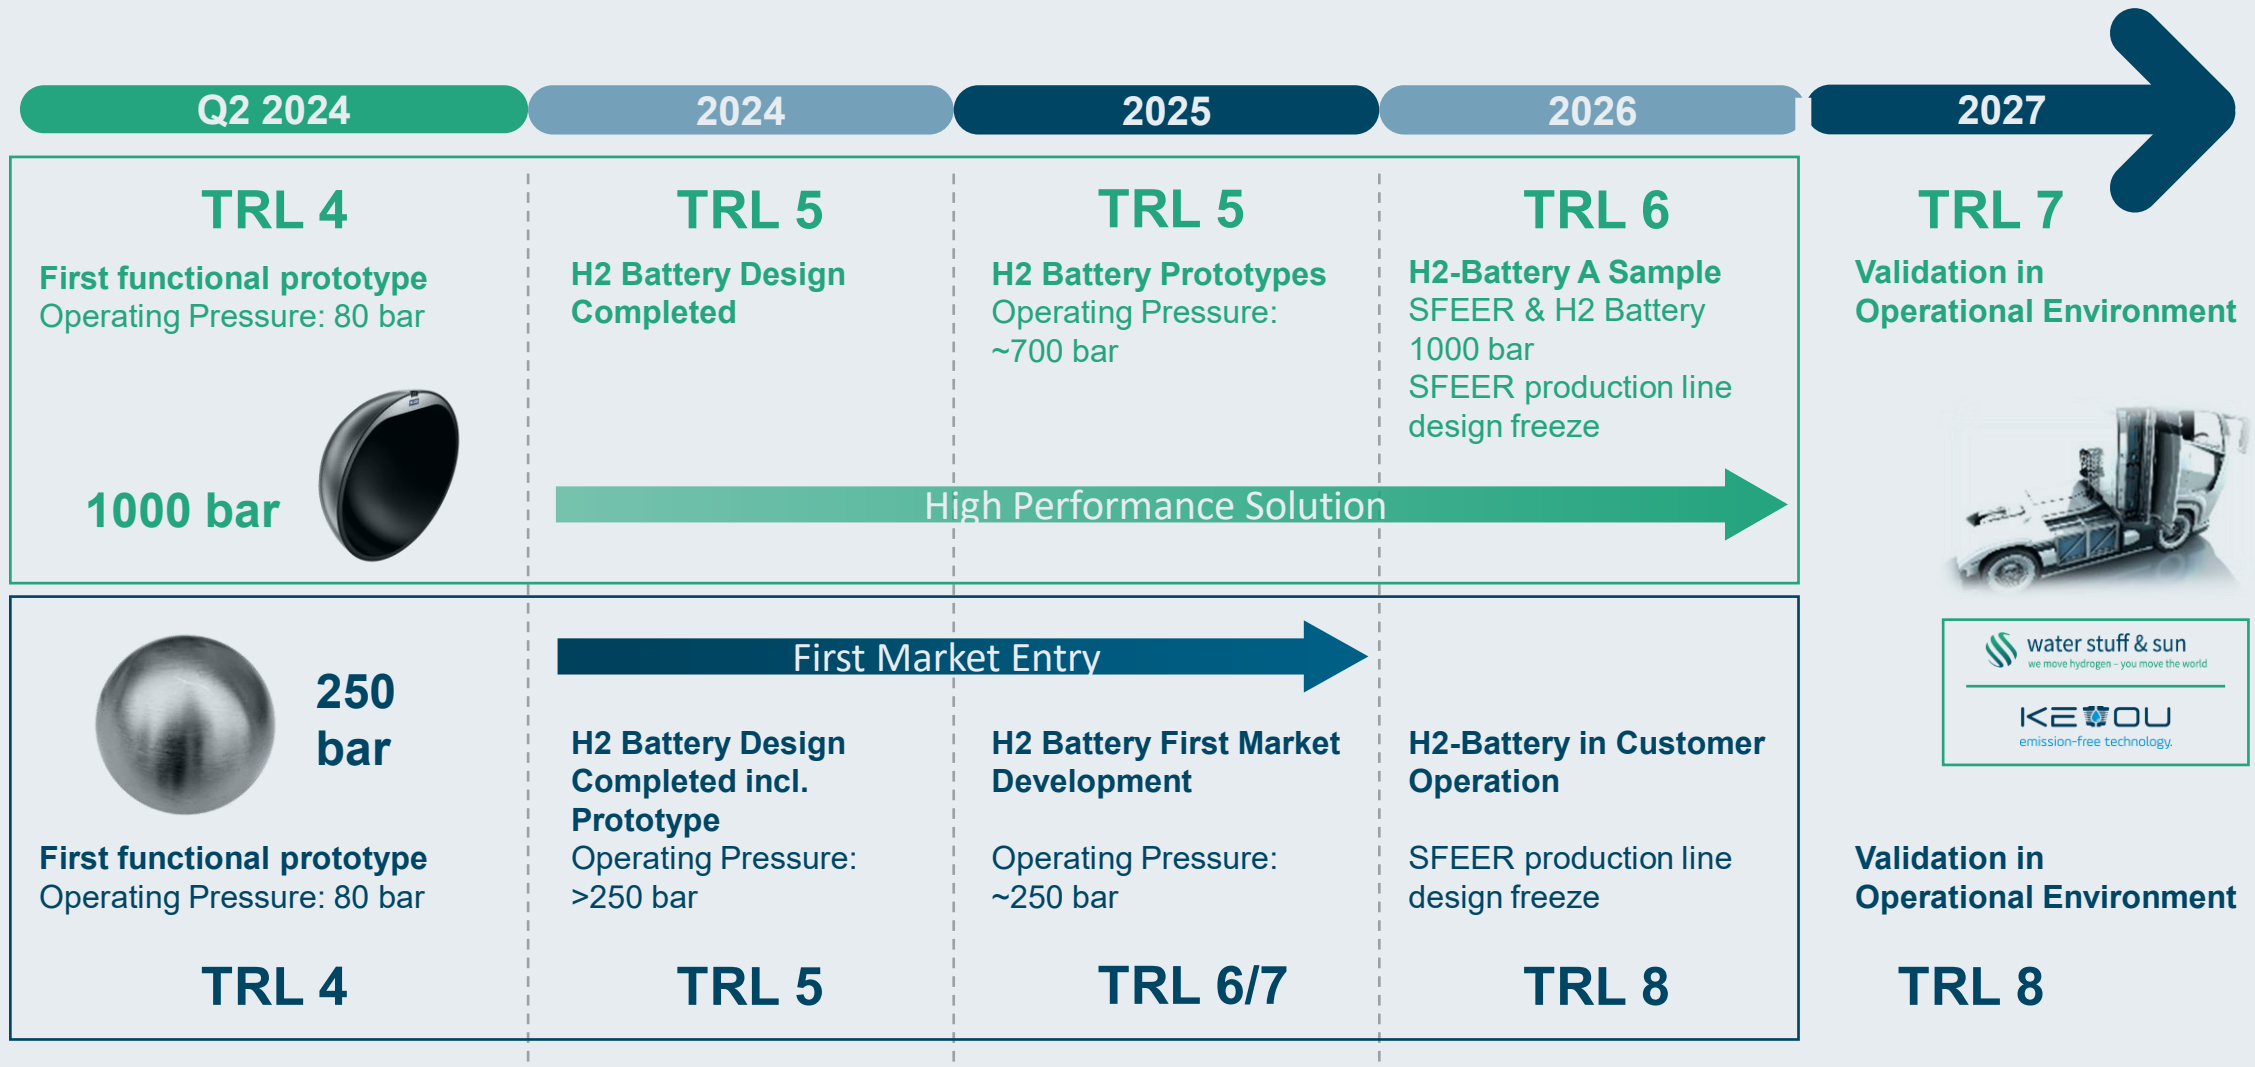 Q2 2024
2024
2025
2026
2027
TRL 4
First functional prototype
Operating Pressure: 80 bar
1000 bar
TRL 5
H2 Battery Design
Completed
TRL 5
H2 Battery Prototypes
Operating Pressure:
~700 bar
TRL 6
H2-Battery A Sample
SFEER & H2 Battery
1000 bar
SFEER production line
design freeze
High Performance Solution
TRL 7
Validation in
Operational Environment
water stuff & sun
we move hydrogen – you move the world
KEYOU
emission-free technology.
250
bar
First functional prototype
Operating Pressure: 80 bar
TRL 4
First Market Entry
H2 Battery Design
Completed incl.
Prototype
Operating Pressure:
>250 bar
TRL 5
H2 Battery First Market
Development
Operating Pressure:
~250 bar
TRL 6/7
H2-Battery in Customer
Operation
SFEER production line
design freeze
TRL 8
Validation in
Operational Environment
TRL 8